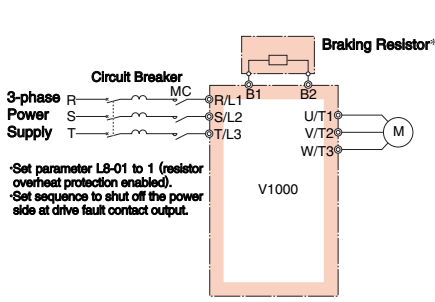 Braking Resistor*)
Circuit Breaker
MC
B1 B2
3-phase R R/L1
Power S S/L2
Supply T T/L3
U/T1
V/T2 M
W/T3
·Set parameter L8-01 to 1 (resistor
overheat protection enabled).
·Set sequence to shut off the power
side at drive fault contact output.
V1000